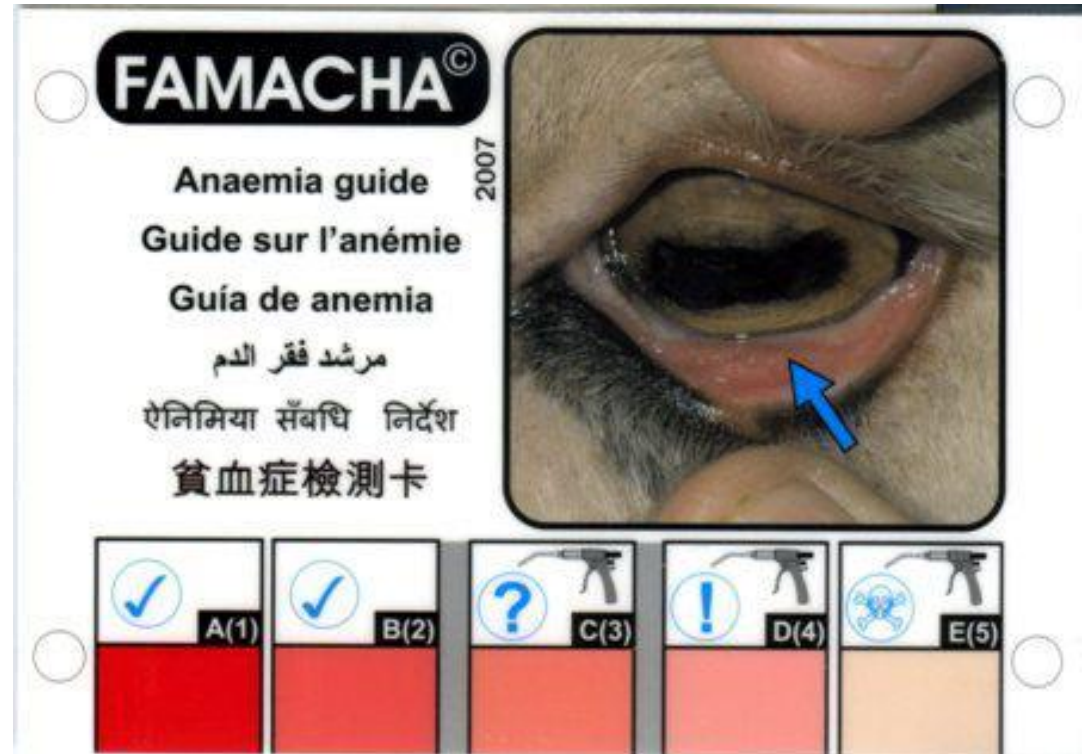 FAMACHA©
2007
Anaemia guide
Guide sur l'anémie
Guía de anemia
مرشد فقر الدم
ऐनिमिया सँबधि निर्देश
貧血症檢測卡
? !
A(1) B(2) C(3) D(4) E(5)